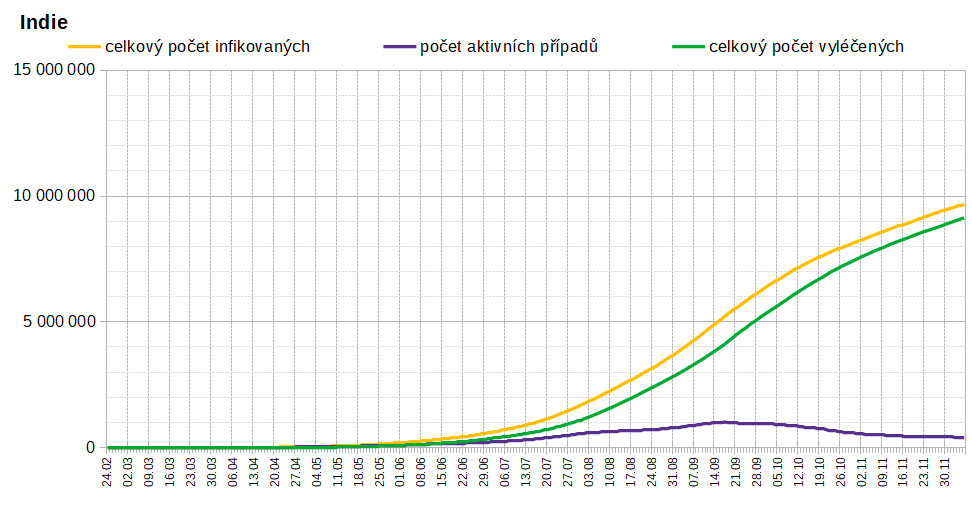 Indie
celkový počet infikovaných počet aktivních případů celkový počet vyléčených
15 000 000
10 000 000
5 000 000
0
24.02 02.03 09.03 16.03 23.03 30.03 06.04 13.04 20.04 27.04 04.05 11.05 18.05 25.05 01.06 08.06 15.06 22.06 29.06 06.07 13.07 20.07 27.07 03.08 10.08 17.08 24.08 31.08 07.09 14.09 21.09 28.09 05.10 12.10 19.10 26.10 02.11 09.11 16.11 23.11 30.11